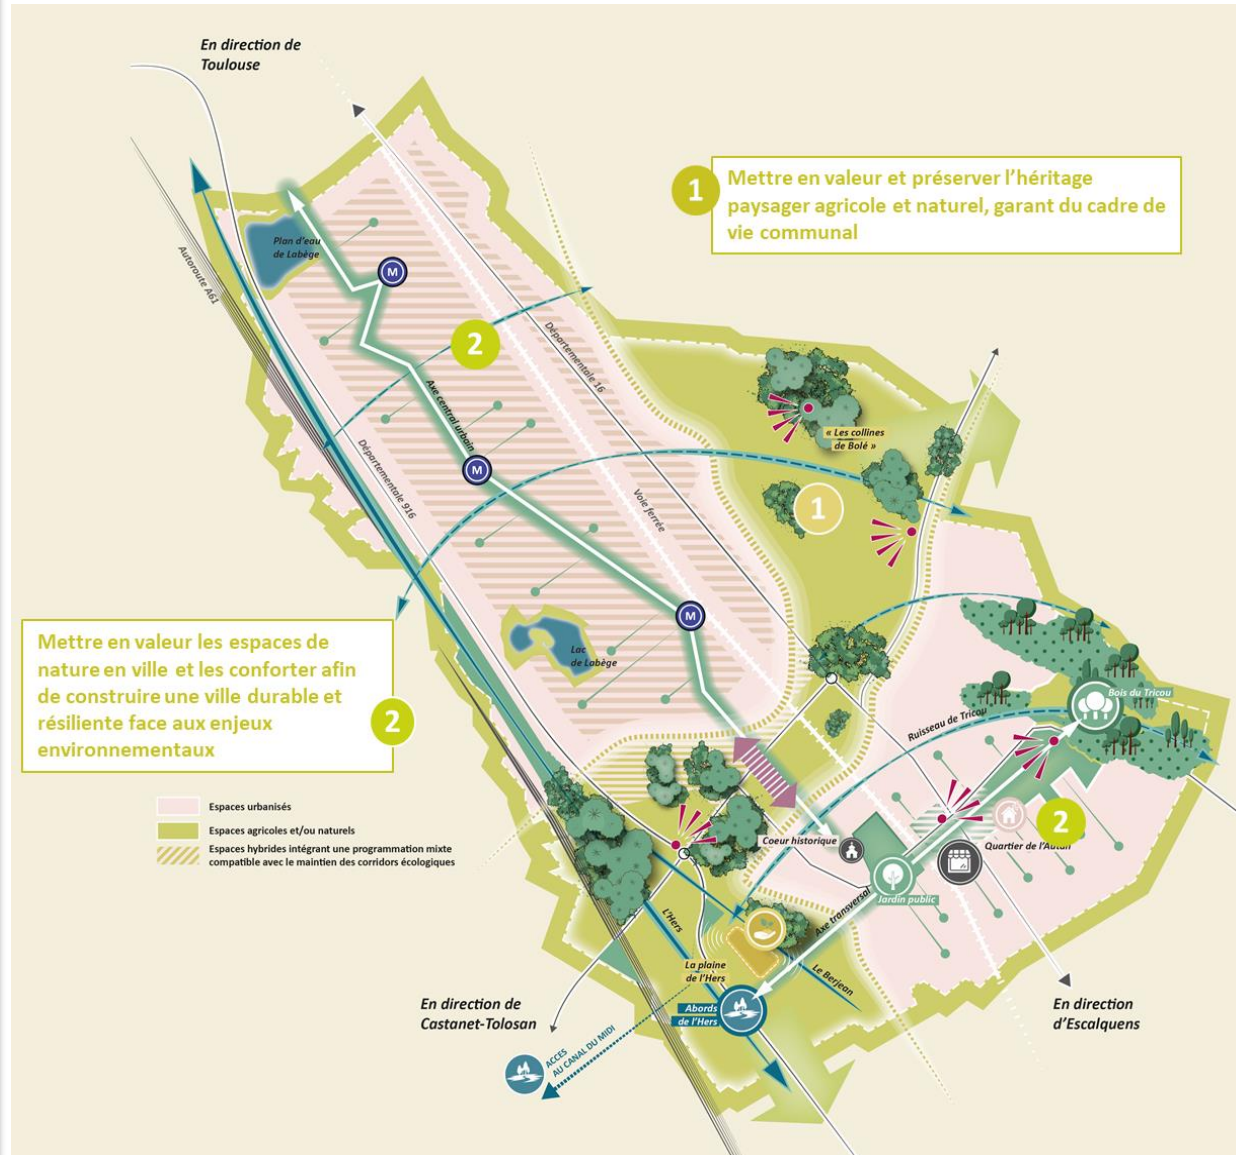 En direction de
Toulouse
1
Mettre en valeur et préserver l'héritage
paysager agricole et naturel, garant du cadre de
vie communal
Plan d'eau
de Labège
M
Autoroute A61
2
Départementale 16
Axe central urbain
« Les collines
de Bolé »
M
Départementale 916
Voie ferrée
1
M
Lac
de Labège
Mettre en valeur les espaces de
nature en ville et les conforter afin
de construire une ville durable et
résiliente face aux enjeux
environnementaux
2
Bois du Tricou
Ruisseau de Tricou
Espaces urbanisés
Espaces agricoles et/ou naturels
Espaces hybrides intégrant une programmation mixte
compatible avec le maintien des corridors écologiques
2
Coeur historique
Quartier de l'Autan
Jardin public
Axe transversal
L'Hers
La plaine
de l'Hers
Le Berjean
Abords
de l'Hers
En direction de
Castanet-Tolosan
En direction
d'Escalquens
ACCES
AU CANAL DU MIDI